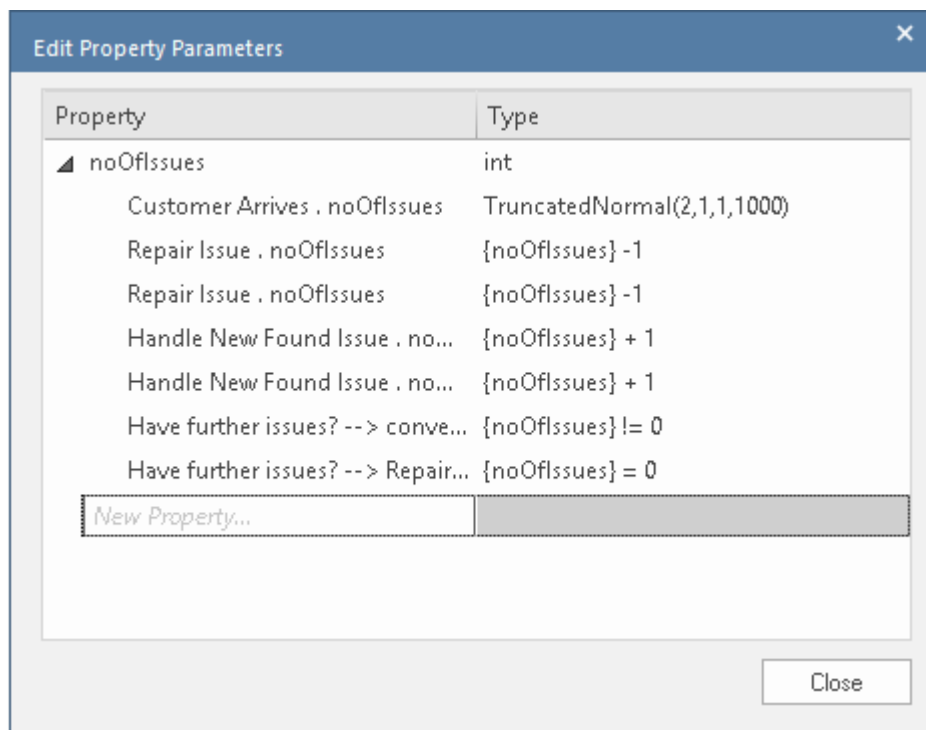 Edit Property Parameters
Property Type
noOfIssues int
Customer Arrives . noOfIssues TruncatedNormal(2,1,1,1000)
Repair Issue . noOfIssues {noOfIssues} -1
Repair Issue . noOfIssues {noOfIssues} -1
Handle New Found Issue . no... {noOfIssues} + 1
Handle New Found Issue . no... {noOfIssues} + 1
Have further issues? --> conve... {noOfIssues} != 0
Have further issues? --> Repair... {noOfIssues} = 0
New Property...
Close